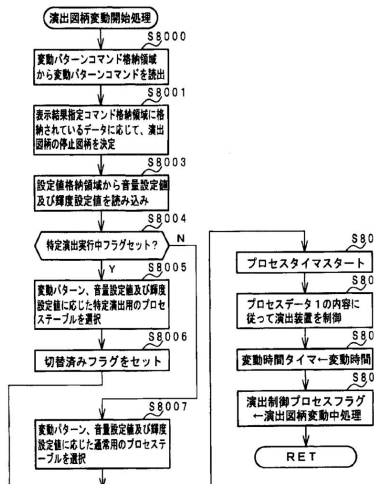 演出図柄変動開始処理
S8000
変動パターンコマンド格納領域
から変動パターンコマンドを読出
S8001
表示結果指定コマンド格納領域に格
納されているデータに応じて、演出
図柄の停止図柄を決定
S8003
設定値格納領域から音量設定値
及び輝度設定値を読み込み
S8004
特定演出実行中フラグセット?
N
Y
S8005
変動パターン、音量設定値及び輝度
設定値に応じた特定演出用のプロセ
ステーブルを選択
S8006
切替済みフラグをセット
S8007
変動パターン、音量設定値及び輝度
設定値に応じた通常用のプロセステ
ーブルを選択
S80
プロセスタイマスタート
S80
プロセスデータ1の内容に
従って演出装置を制御
S80
変動時間タイマ←変動時間
S80
演出制御プロセスフラグ
←演出図柄変動中処理
RET